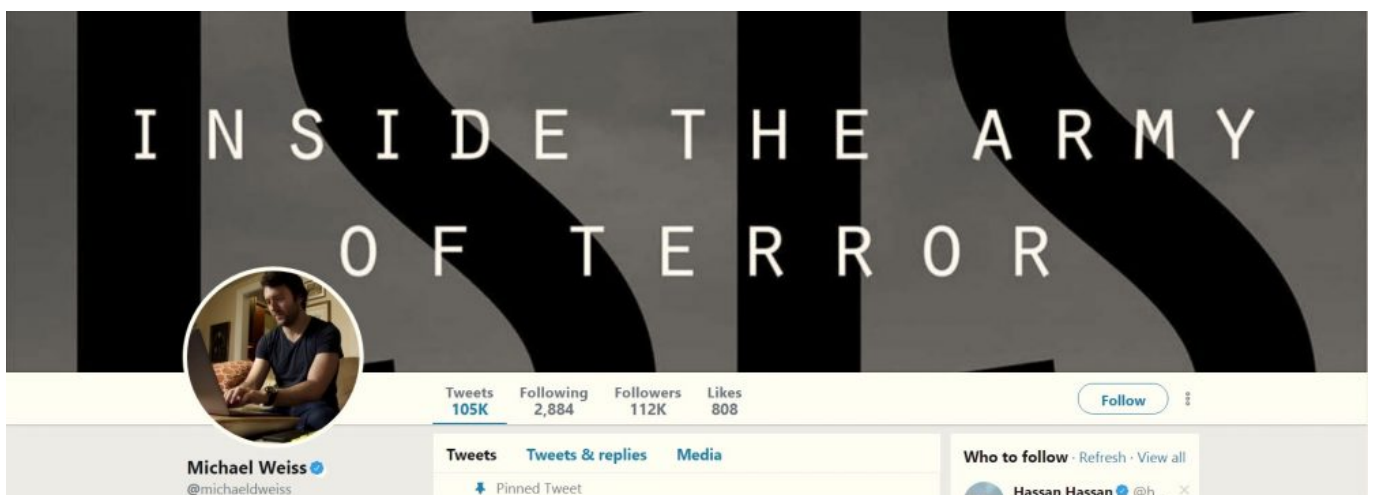 ISIS
INSIDE THE ARMY
OF TERROR
Tweets Following Followers Likes
105K 2,884 112K 808
Follow
Michael Weiss
@michaeldweiss
Tweets Tweets & replies Media
Pinned Tweet
Who to follow · Refresh · View all
Hassan Hassan @h